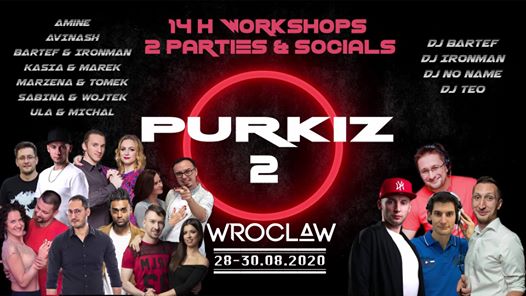 AMINE
AVINASH
BARTEF & IRONMAN
KASIA & MAREK
MARZENA & TOMEK
SABINA & WOJTEK
ULA & MICHAL
14 H WORKSHOPS
2 PARTIES & SOCIALS
DJ BARTEF
DJ IRONMAN
DJ NO NAME
DJ TEO
PURKIZ
2
WROCLAW
28-30.08.2020